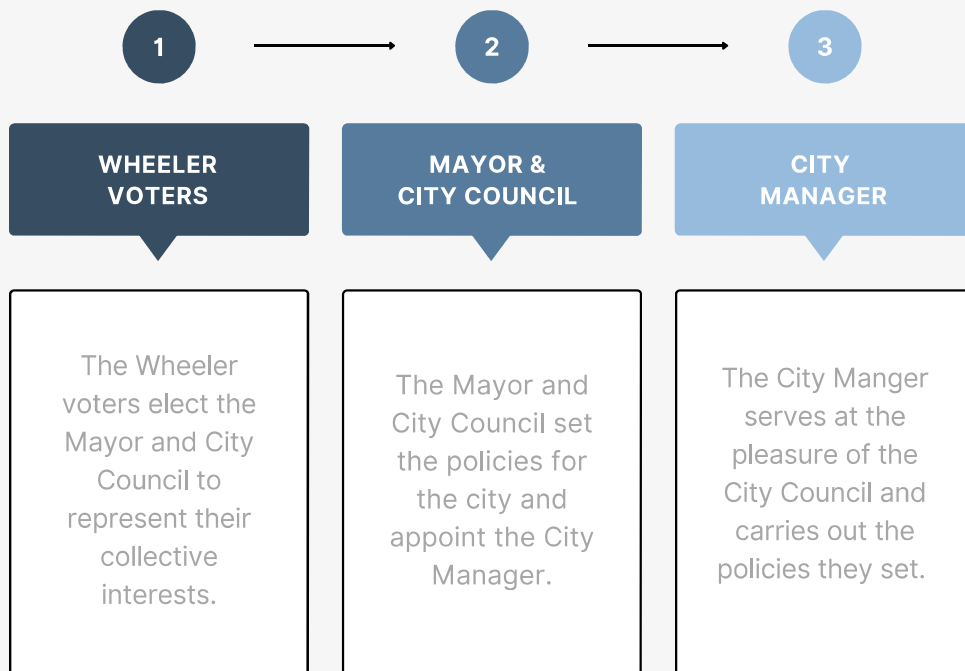 1
2
3
WHEELER
VOTERS
MAYOR &
CITY COUNCIL
CITY
MANAGER
The Wheeler
voters elect the
Mayor and City
Council to
represent their
collective
interests.
The Mayor and
City Council set
the policies for
the city and
appoint the City
Manager.
The City Manger
serves at the
pleasure of the
City Council and
carries out the
policies they set.